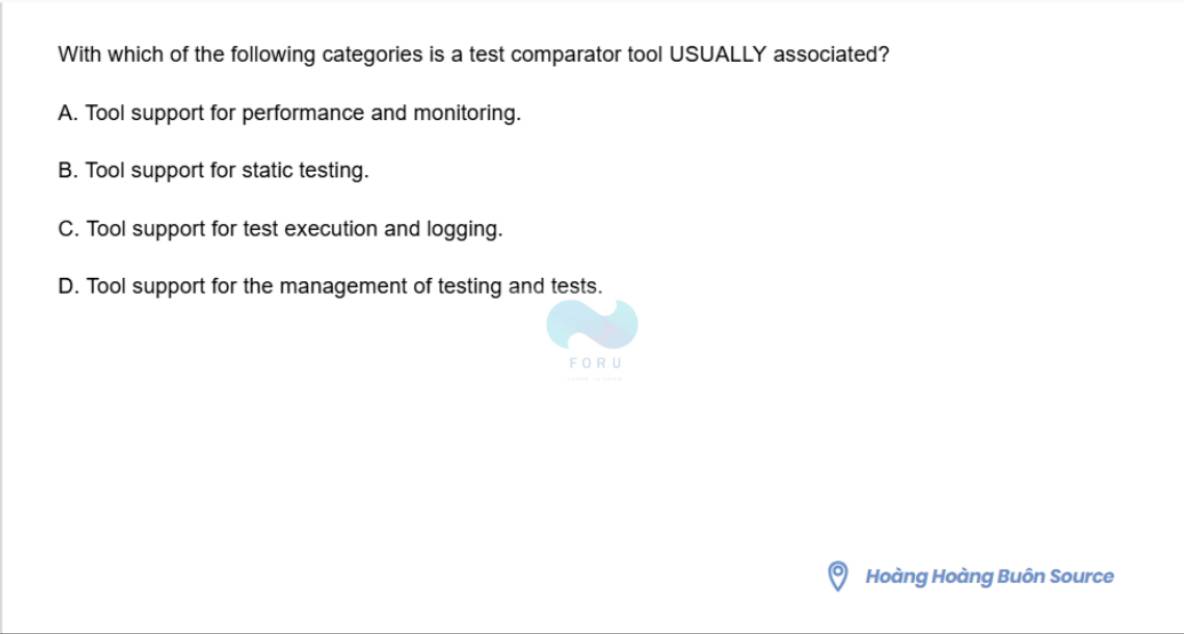 With which of the following categories is a test comparator tool USUALLY associated?
A. Tool support for performance and monitoring.
B. Tool support for static testing.
C. Tool support for test execution and logging.
D. Tool support for the management of testing and tests.
FORU
Hoàng Hoàng Buôn Source